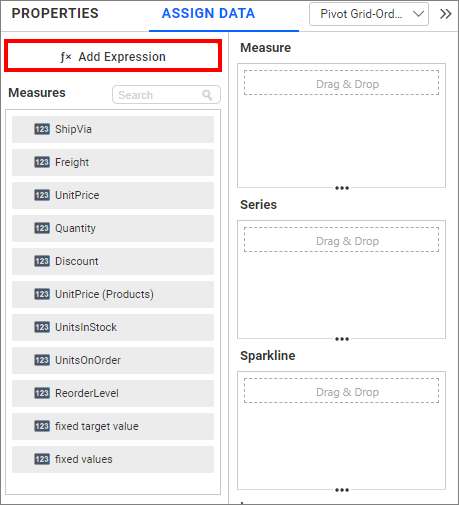 PROPERTIES
ASSIGN DATA
Pivot Grid-Ord...
ƒx Add Expression
Measures
Search
123 ShipVia
123 Freight
123 UnitPrice
123 Quantity
123 Discount
123 UnitPrice (Products)
123 UnitsInStock
123 UnitsOnOrder
123 ReorderLevel
123 fixed target value
123 fixed values
Measure
Drag & Drop
Series
Drag & Drop
Sparkline
Drag & Drop